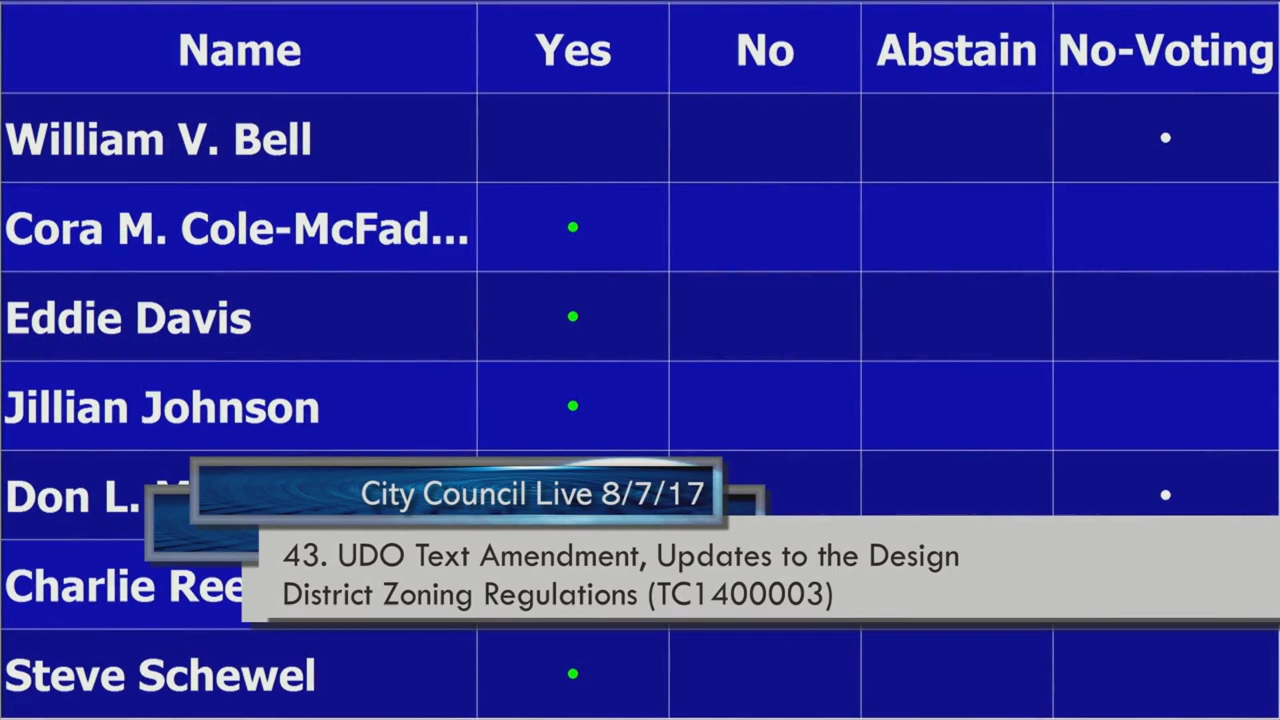 Name Yes No Abstain No-Voting
William V. Bell
Cora M. Cole-McFad...
Eddie Davis
Jillian Johnson
Don L.
City Council Live 8/7/17
43. UDO Text Amendment, Updates to the Design
District Zoning Regulations (TC1400003)
Charlie Ree
Steve Schewel